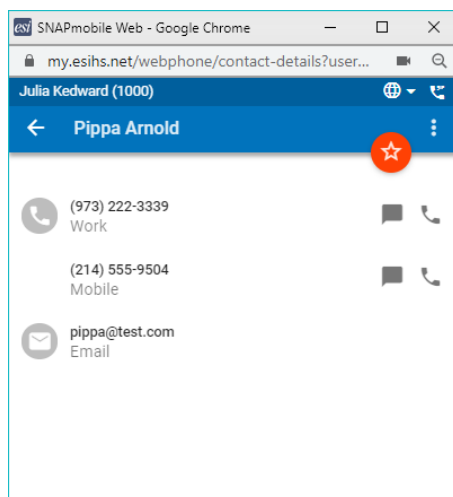 esi SNAPmobile Web - Google Chrome
my.esihs.net/webphone/contact-details?user...
Julia Kedward (1000)
Pippa Arnold
(973) 222-3339
Work
(214) 555-9504
Mobile
pippa@test.com
Email